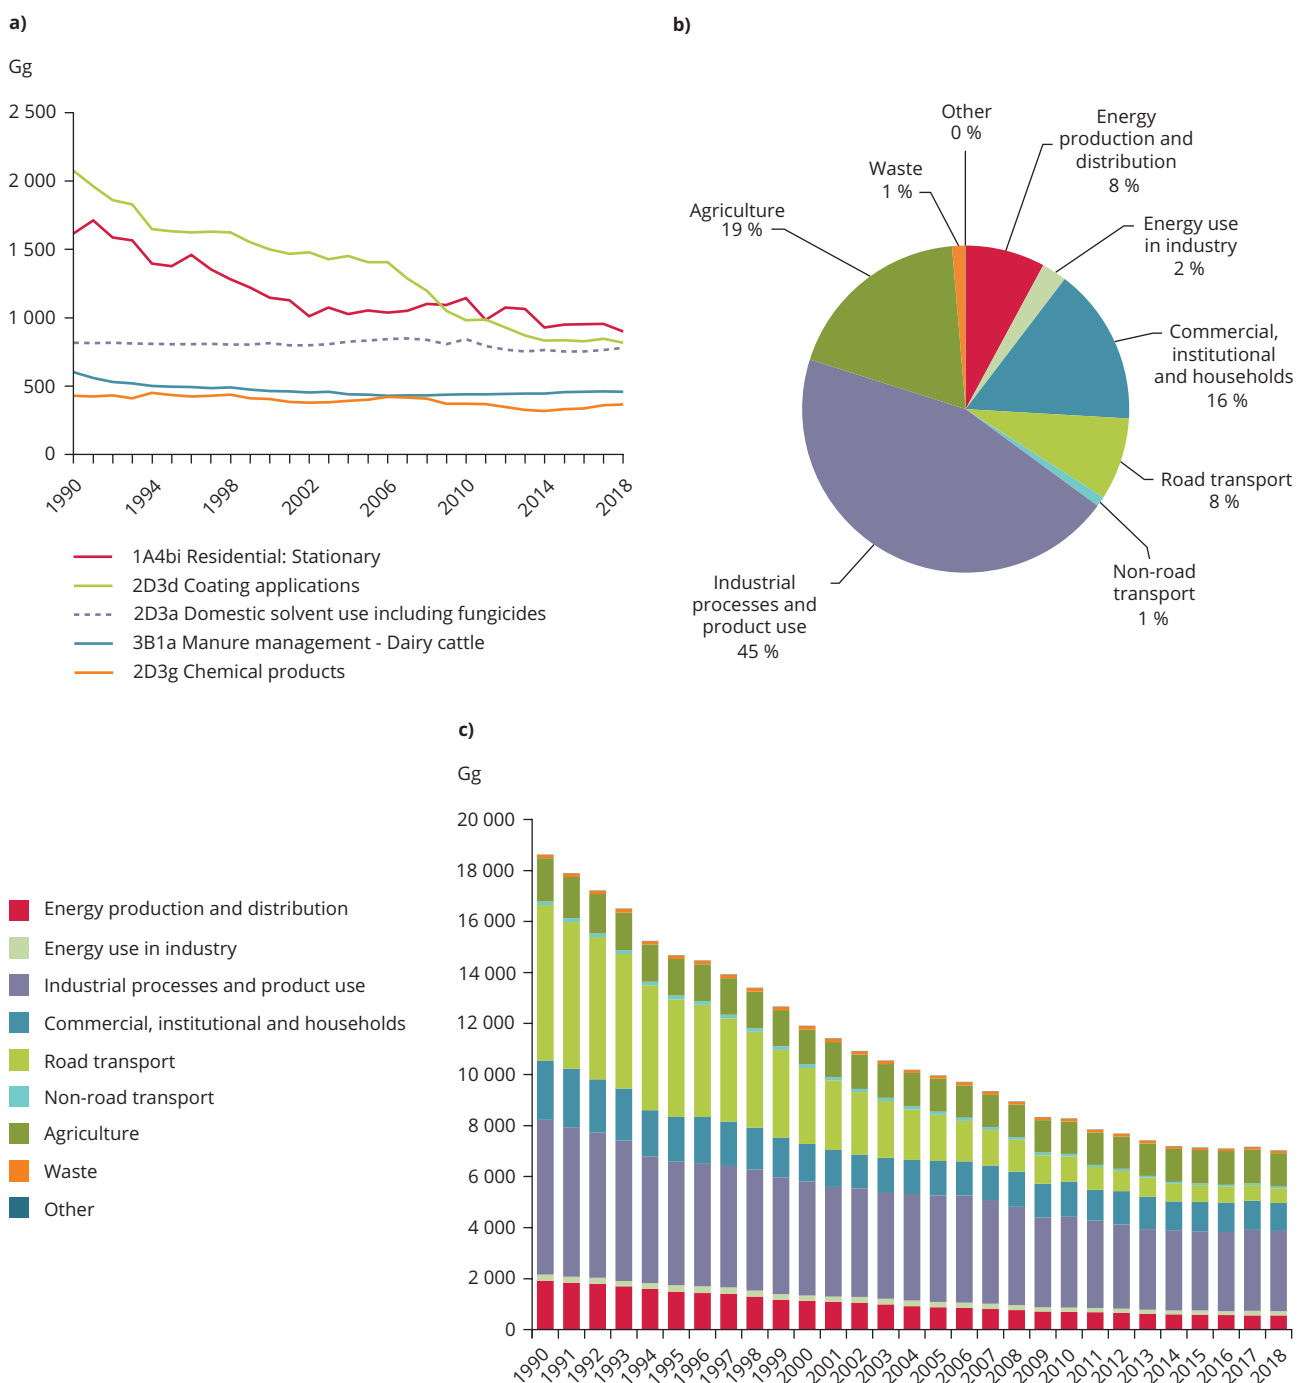 a)
Gg
2 500
2 000
1 500
1 000
500
0
1990
1994
1998
2002
2006
2010
2014
2018
1A4bi Residential: Stationary
2D3d Coating applications
2D3a Domestic solvent use including fungicides
3B1a Manure management - Dairy cattle
2D3g Chemical products
b)
Other
0 %
Energy
production and
distribution
8 %
Waste
1 %
Agriculture
19 %
Energy use
in industry
2 %
Commercial,
institutional
and households
16 %
Road transport
8 %
Non-road
transport
1 %
Industrial
processes and
product use
45 %
c)
Gg
20 000
18 000
16 000
14 000
12 000
10 000
8 000
6 000
4 000
2 000
0
1990
1991
1992
1993
1994
1995
1996
1997
1998
1999
2000
2001
2002
2003
2004
2005
2006
2007
2008
2009
2010
2011
2012
2013
2014
2015
2016
2017
2018
Energy production and distribution
Energy use in industry
Industrial processes and product use
Commercial, institutional and households
Road transport
Non-road transport
Agriculture
Waste
Other